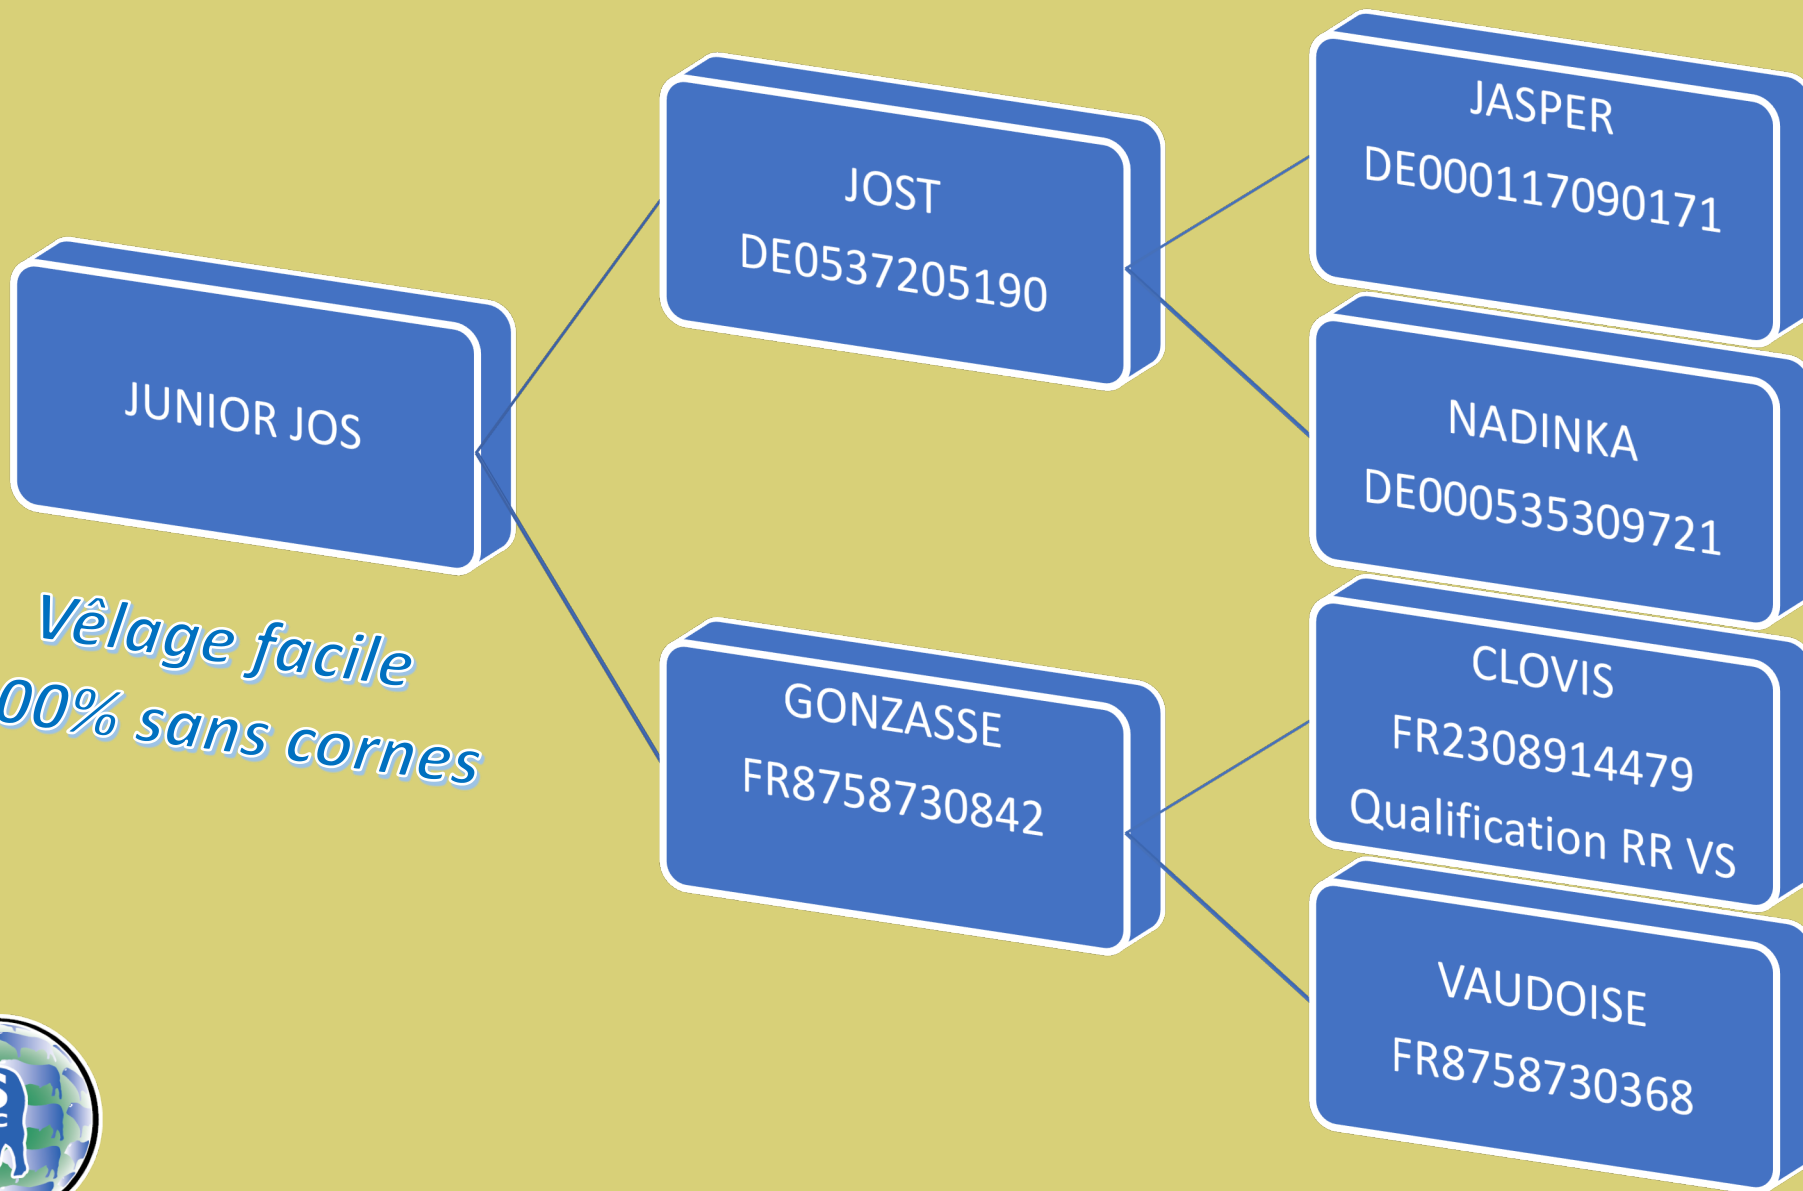 JUNIOR JOS
Vêlage facile
00% sans cornes
JOST
DE0537205190
GONZASSE
FR8758730842
JASPER
DE000117090171
NADINKA
DE000535309721
CLOVIS
FR2308914479
Qualification RR VS
VAUDOISE
FR8758730368